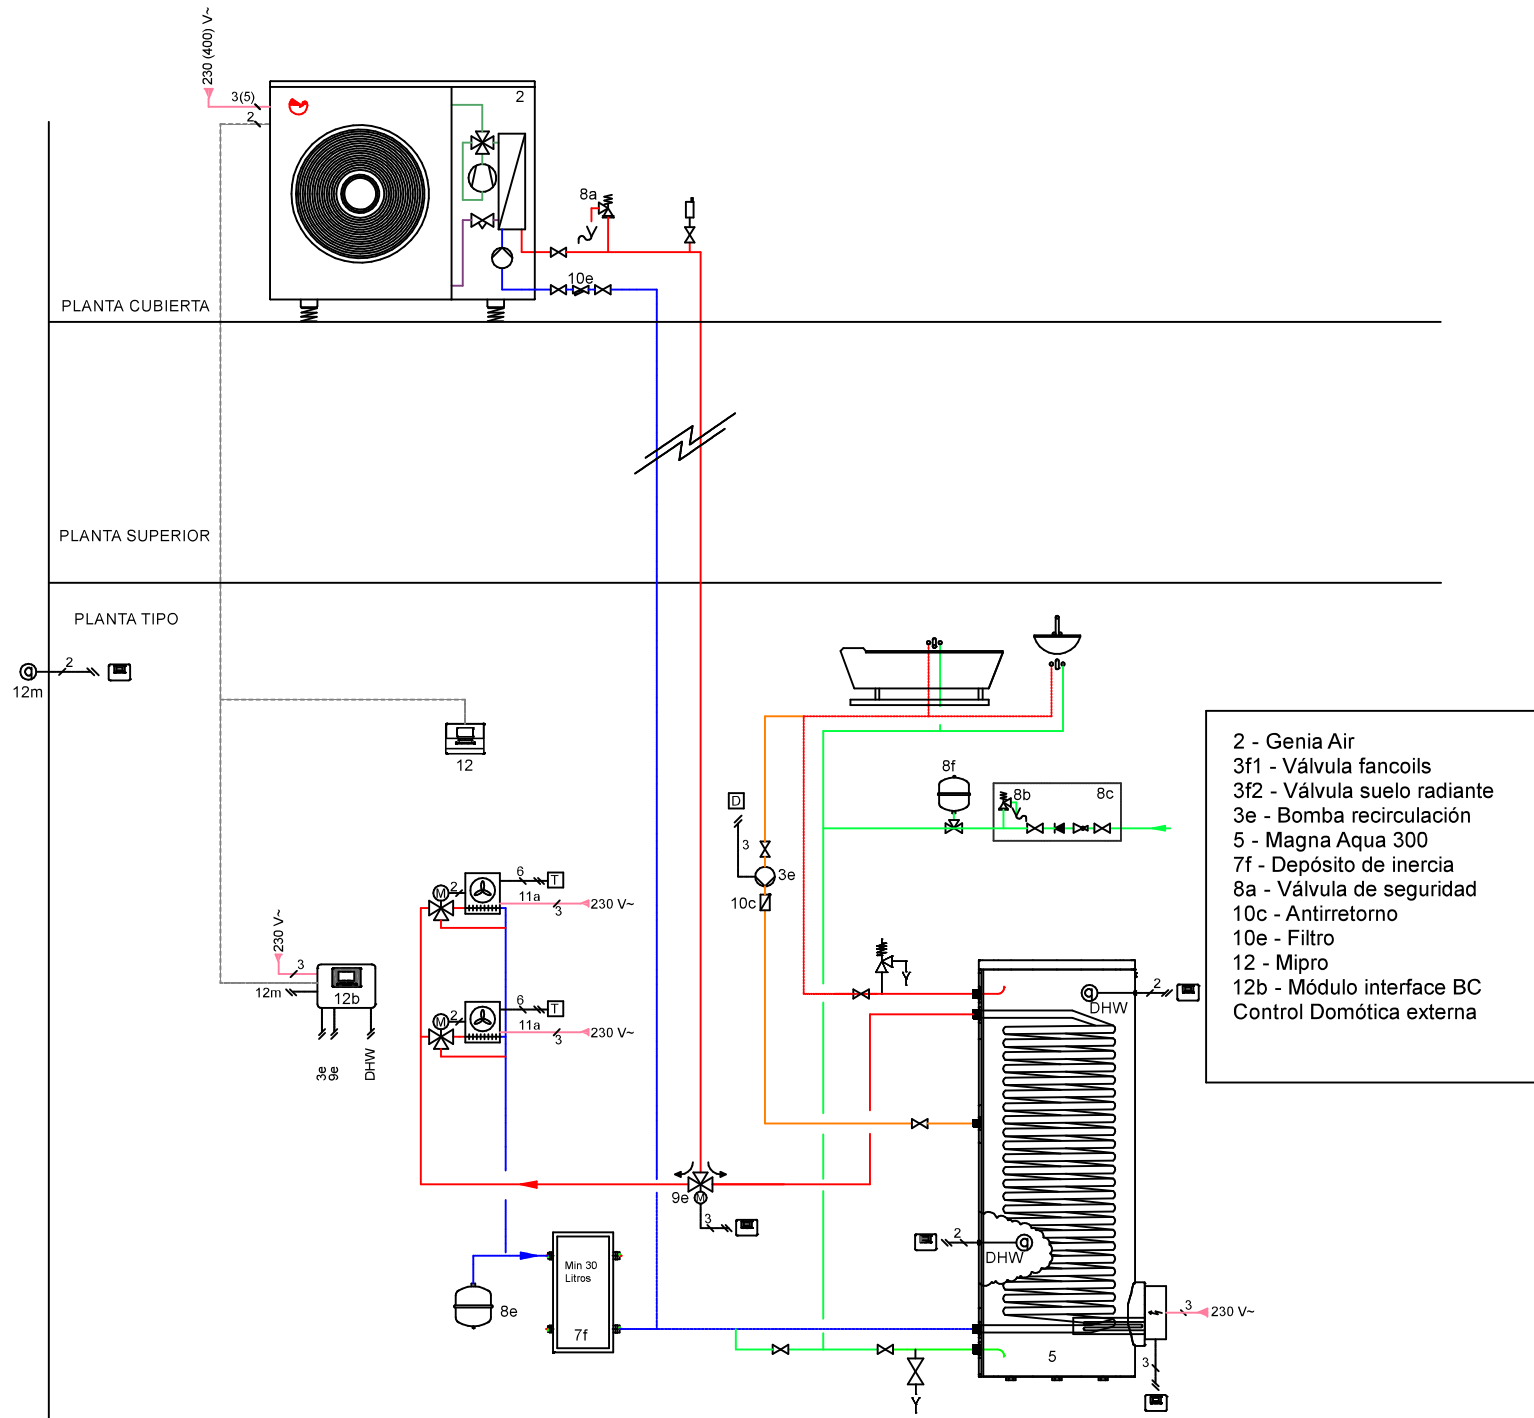 230 (400) V~
3(5)
2
2
8a
10e
PLANTA CUBIERTA
PLANTA SUPERIOR
PLANTA TIPO
2
12m
12
8f
8b
8c
D
3
3e
10c
2 - Genia Air
3f1 - Válvula fancoils
3f2 - Válvula suelo radiante
3e - Bomba recirculación
5 - Magna Aqua 300
7f - Depósito de inercia
8a - Válvula de seguridad
10c - Antirretorno
10e - Filtro
12 - Mipro
12b - Módulo interface BC
Control Domótica externa
M
2
6
T
11a
3
230 V~
230 V~
3
12m
12b
3e
9e
DHW
M
2
6
T
11a
3
230 V~
2
DHW
9e
M
3
2
DHW
Min 30
Litros
7f
8e
3
230 V~
5
3